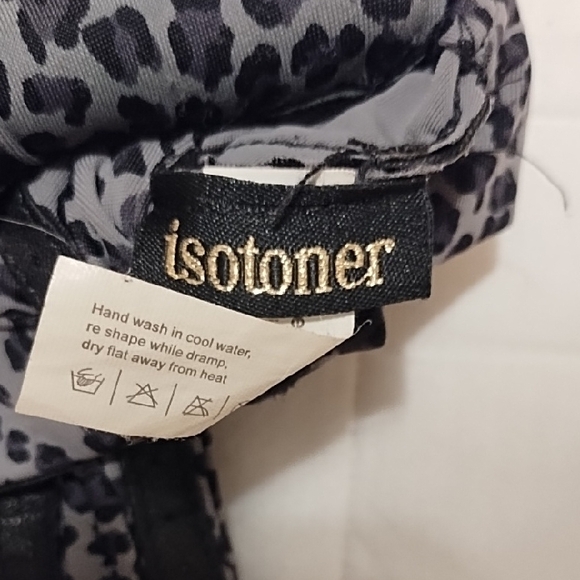 isotoner
Hand wash in cool water,
re shape while dramp,
dry flat away from heat